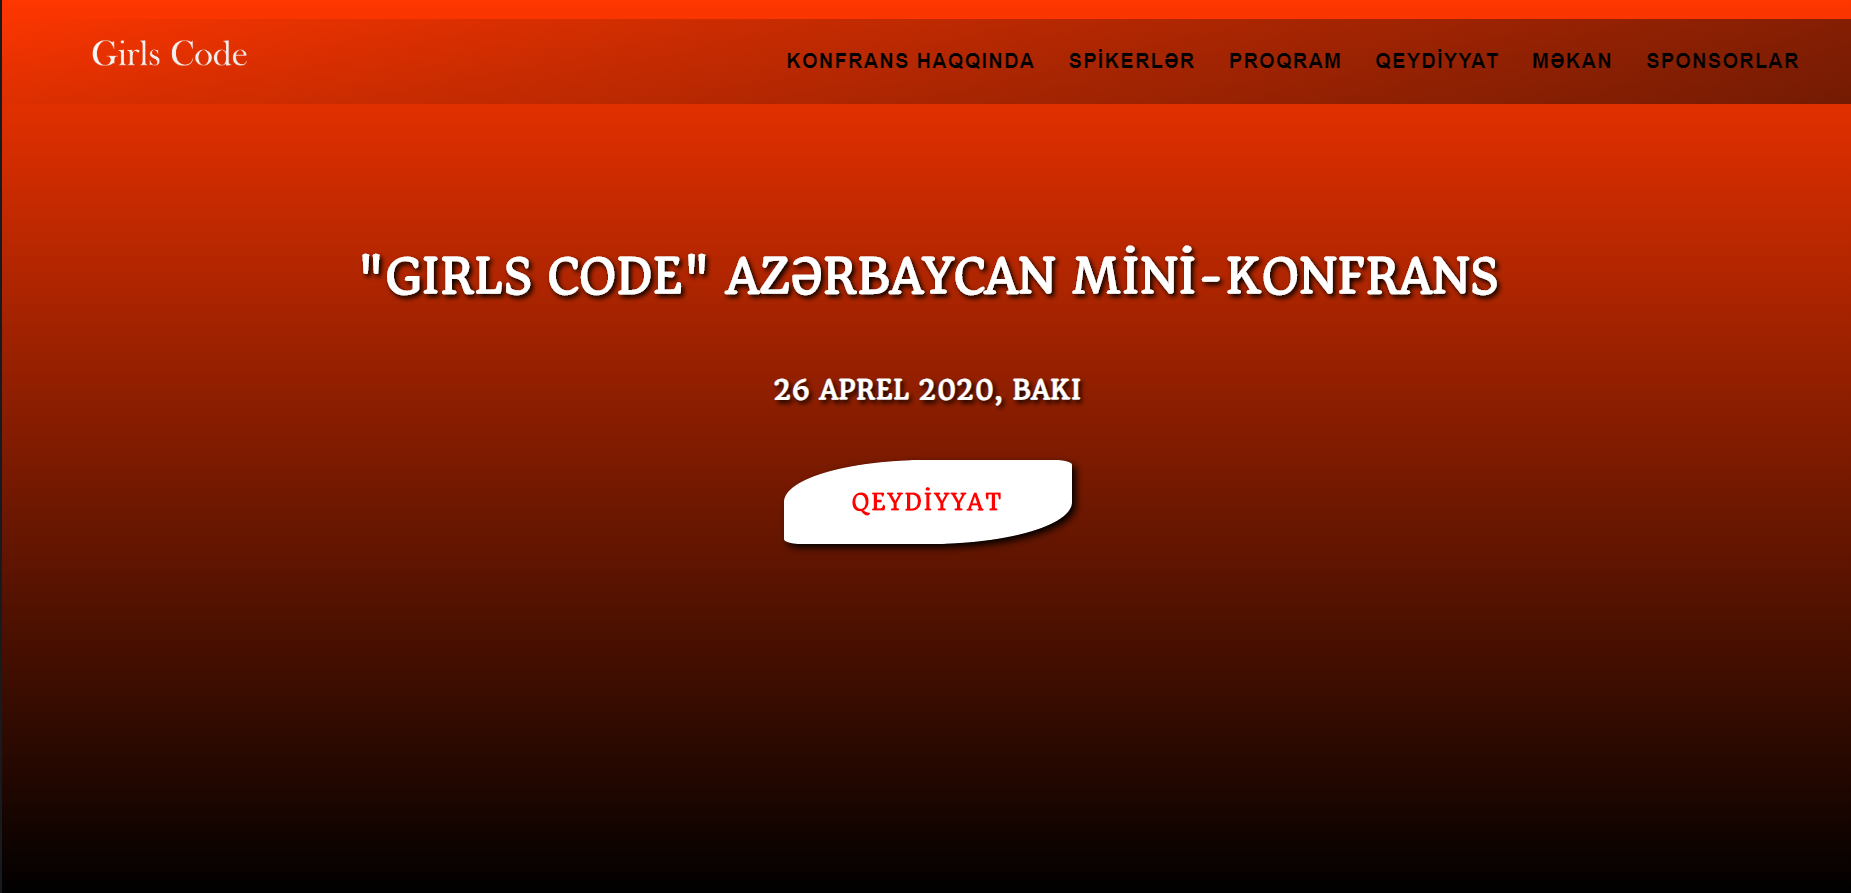 Girls Code
KONFRANS HAQQINDA SPİKERLƏR PROQRAM QEYDİYYAT MƏKAN SPONSORLAR
"GIRLS CODE" AZƏRBAYCAN MİNİ-KONFRANS
26 APREL 2020, BAKI
QEYDİYYAT